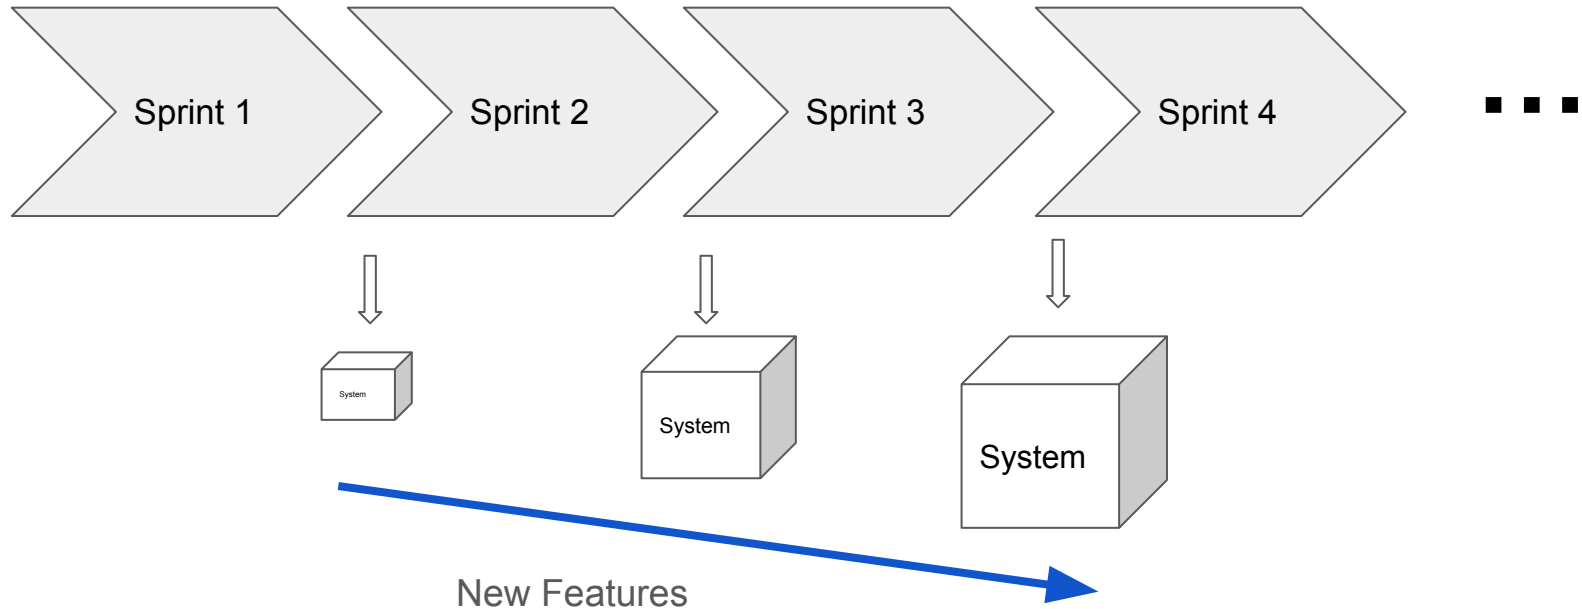 Sprint 1
Sprint 2
Sprint 3
Sprint 4
System
System
System
New Features